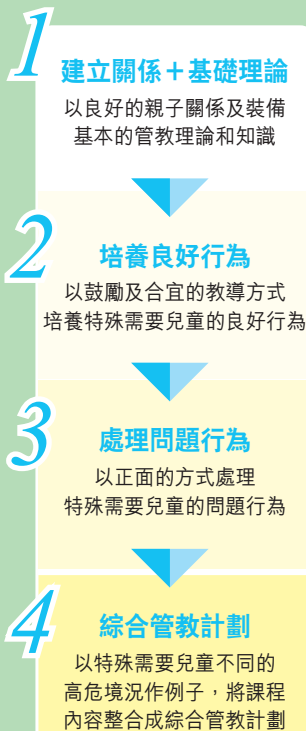 1
建立關係＋基礎理論
以良好的親子關係及裝備
基本的管教理論和知識
2
培養良好行為
以鼓勵及合宜的教導方式
培養特殊需要兒童的良好行為
3
處理問題行為
以正面的方式處理
特殊需要兒童的問題行為
4
綜合管教計劃
以特殊需要兒童不同的
高危境況作例子，將課程
內容整合成綜合管教計劃